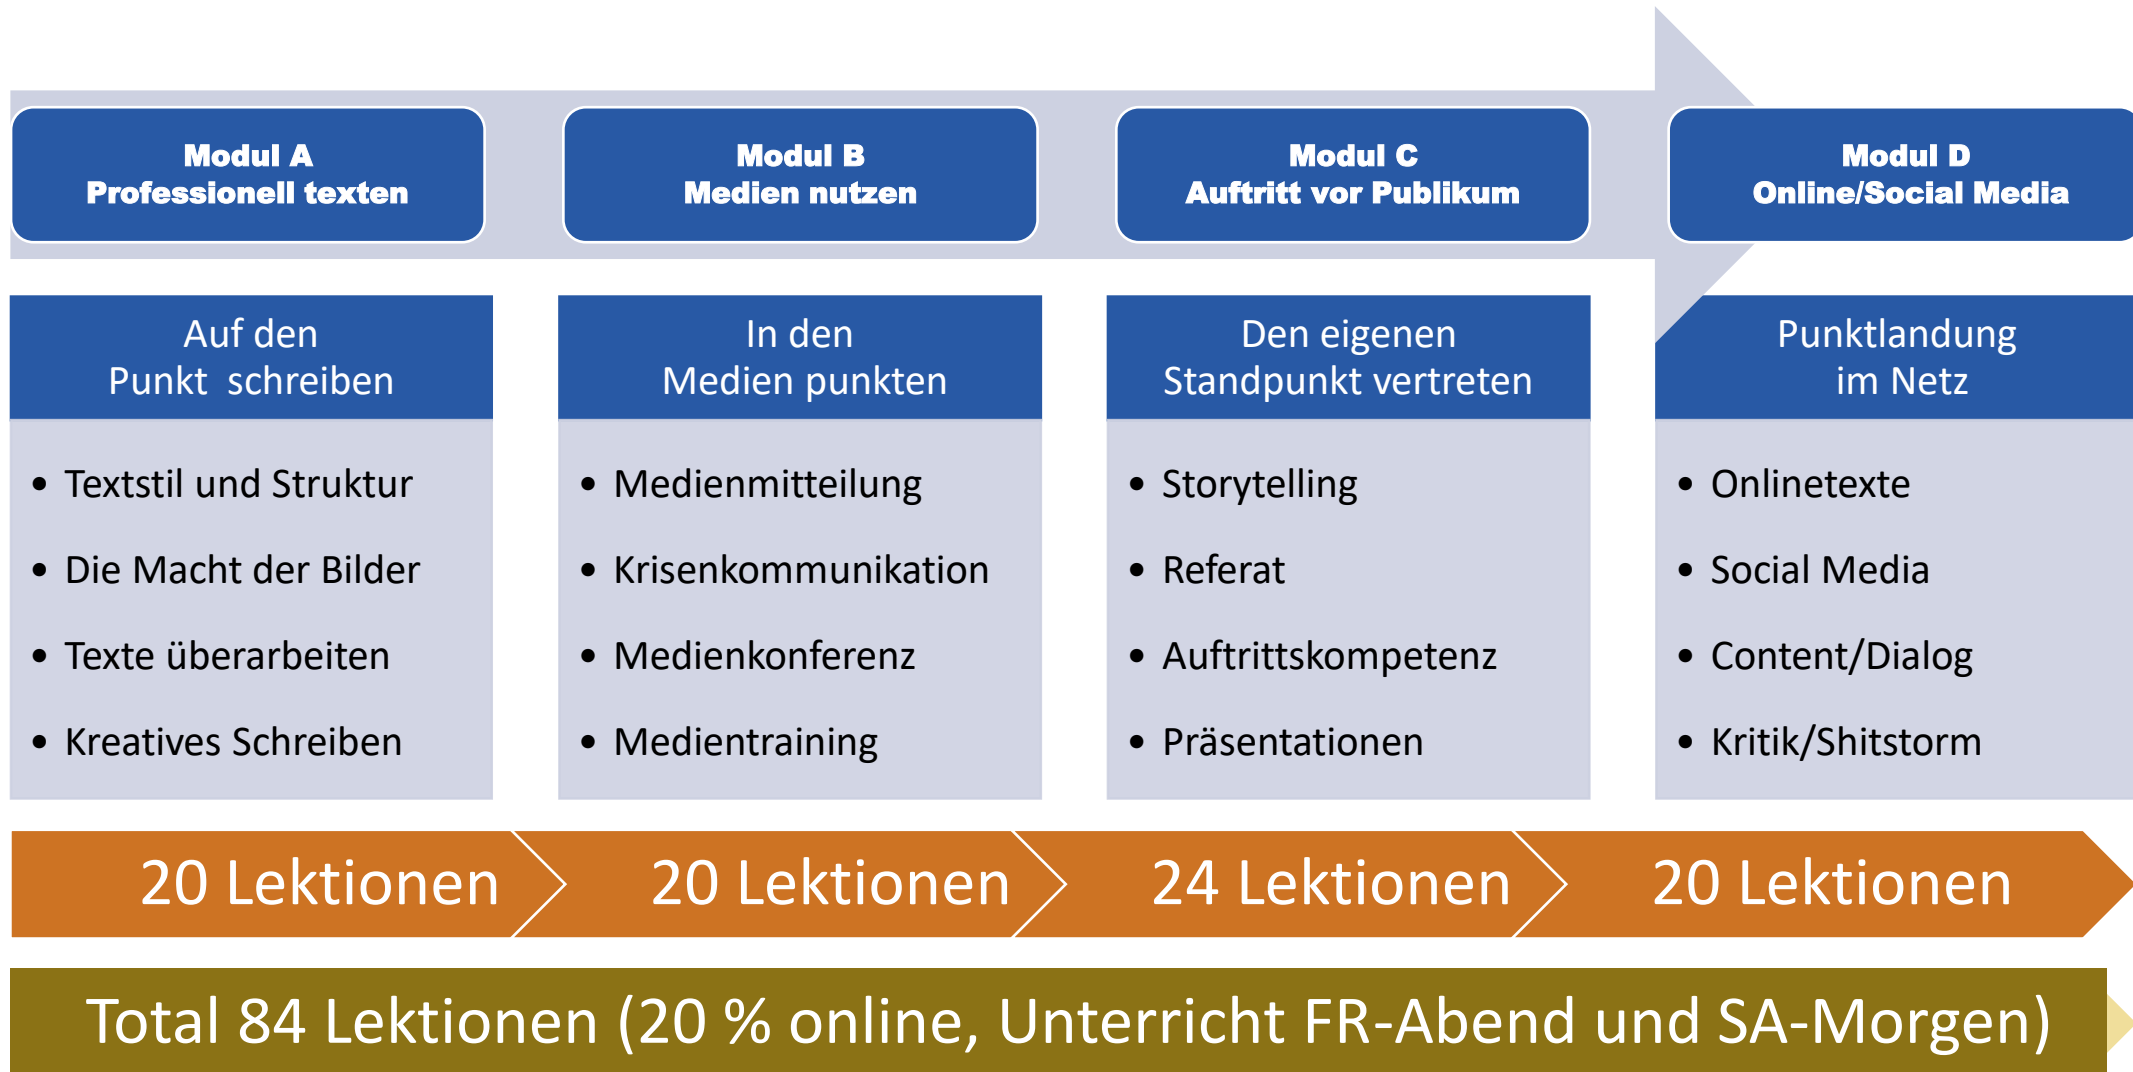 Modul A
Professionell texten
Modul B
Medien nutzen
Modul C
Auftritt vor Publikum
Modul D
Online/Social Media
Auf den
Punkt  schreiben
In den
Medien punkten
Den eigenen
Standpunkt vertreten
Punktlandung
im Netz
• Textstil und Struktur
• Die Macht der Bilder
• Texte überarbeiten
• Kreatives Schreiben
• Medienmitteilung
• Krisenkommunikation
• Medienkonferenz
• Medientraining
• Storytelling
• Referat
• Auftrittskompetenz
• Präsentationen
• Onlinetexte
• Social Media
• Content/Dialog
• Kritik/Shitstorm
20 Lektionen
20 Lektionen
24 Lektionen
20 Lektionen
Total 84 Lektionen (20 % online, Unterricht FR-Abend und SA-Morgen)